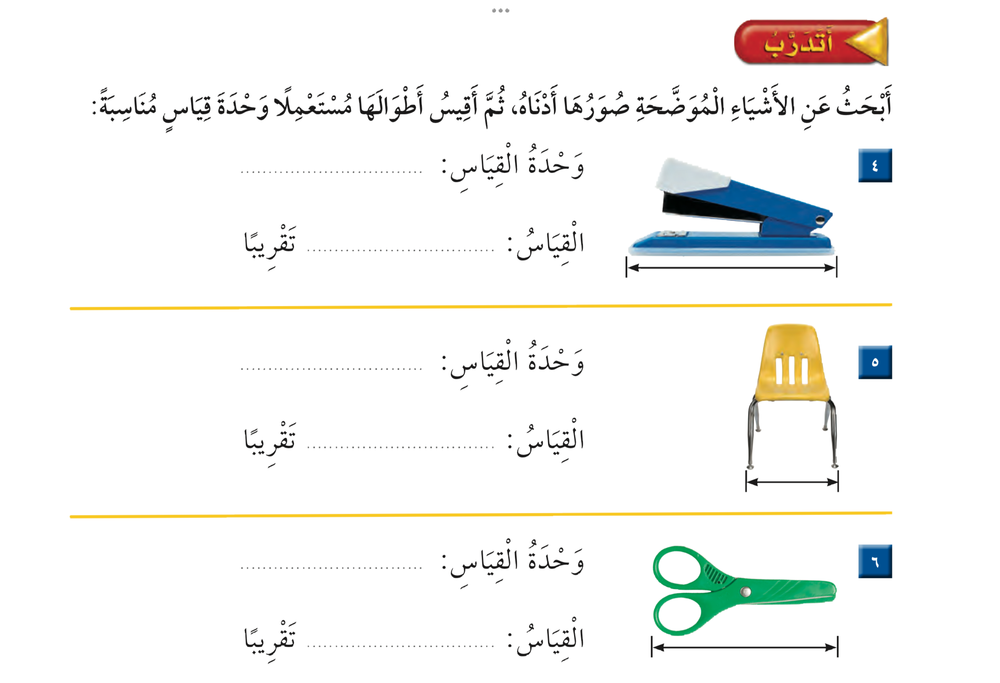 أَتَدَرَّبُ
أَبْحَثُ عَنِ الأَشْيَاءِ الْمُوَضَّحَةِ صُوَرُهَا أَدْنَاهُ، ثُمَّ أَقِيسُ أَطْوَالَهَا مُسْتَعْمِلًا وَحْدَةَ قِيَاسٍ مُنَاسِبَةً:
٤ وَحْدَةُ الْقِيَاسِ: ................................
الْقِيَاسُ: ................................ تَقْرِيبًا
٥ وَحْدَةُ الْقِيَاسِ: ................................
الْقِيَاسُ: ................................ تَقْرِيبًا
٦ وَحْدَةُ الْقِيَاسِ: ................................
الْقِيَاسُ: ................................ تَقْرِيبًا